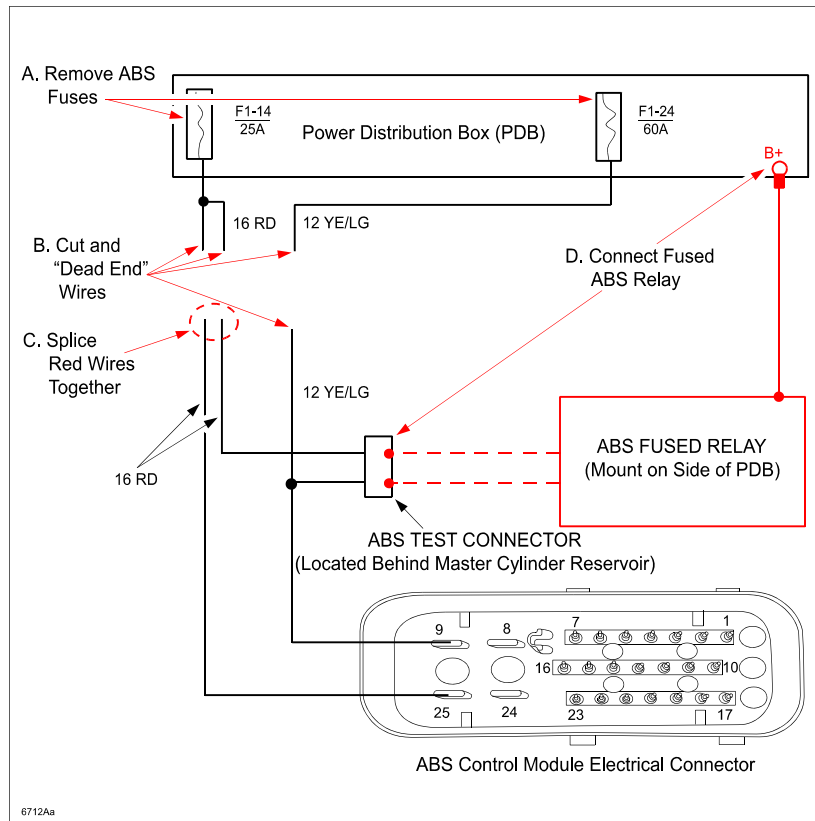 A. Remove ABS
Fuses
F1-14
25A
Power Distribution Box (PDB)
F1-24
60A
B+
16 RD
12 YE/LG
B. Cut and
“Dead End”
Wires
D. Connect Fused
ABS Relay
C. Splice
Red Wires
Together
12 YE/LG
16 RD
ABS FUSED RELAY
(Mount on Side of PDB)
ABS TEST CONNECTOR
(Located Behind Master Cylinder Reservoir)
9
8
7
1
16
10
25
24
23
17
ABS Control Module Electrical Connector
6712Aa